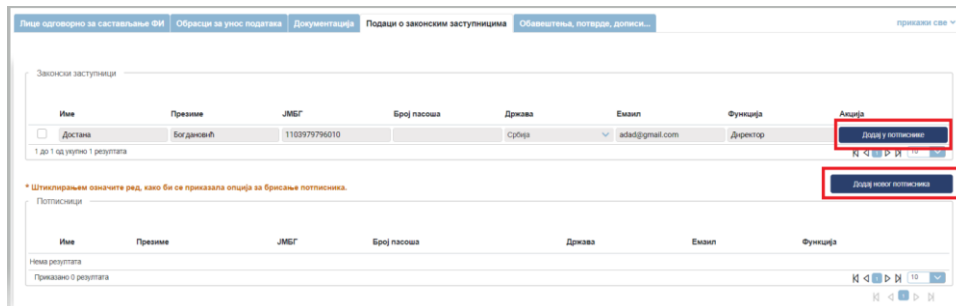 Лице одговорно за састављање ФИ Обрасци за унос података Документација Подаци о законским заступницима Обавештења, потврде, дописи... прикажи све
Законски заступници
Име Презиме ЈМБГ Број пасоша Држава Емаил Функција Акција
Достана Богдановић 1103979796010 Србија adad@gmail.com Директор Додај у потписнике
1 до 1 од укупно 1 резултата 1 10
Додај новог потписника
* Штиклирањем означите ред, како би се приказала опција за брисање потписника.
Потписници
Име Презиме ЈМБГ Број пасоша Држава Емаил Функција
Нема резултата
Приказано 0 резултата 1 10
1